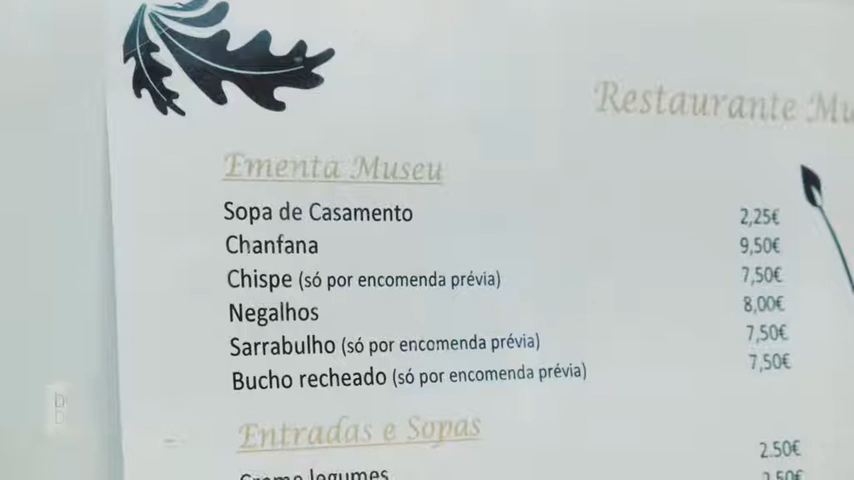 Restaurante
Ementa Museu
Sopa de Casamento 2,25€
Chanfana 9,50€
Chispe (só por encomenda prévia) 7,50€
Negalhos 8,00€
Sarrabulho (só por encomenda prévia) 7,50€
Bucho recheado (só por encomenda prévia) 7,50€
Entradas e Sopas
Creme legumes 2.50€
2.50€